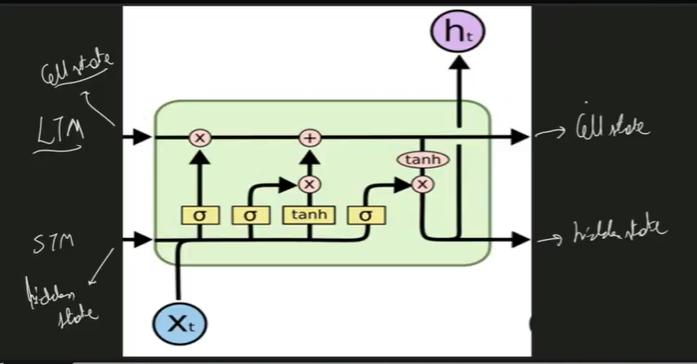 ht
Cell state
LTM
x
+
Cell state
tanh
x
x
σ
σ
tanh
σ
STM
hidden state
hidden
state
Xt